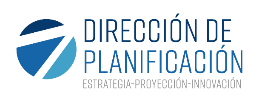 DIRECCIÓN DE
PLANIFICACIÓN
ESTRATEGIA-PROYECCIÓN-INNOVACIÓN